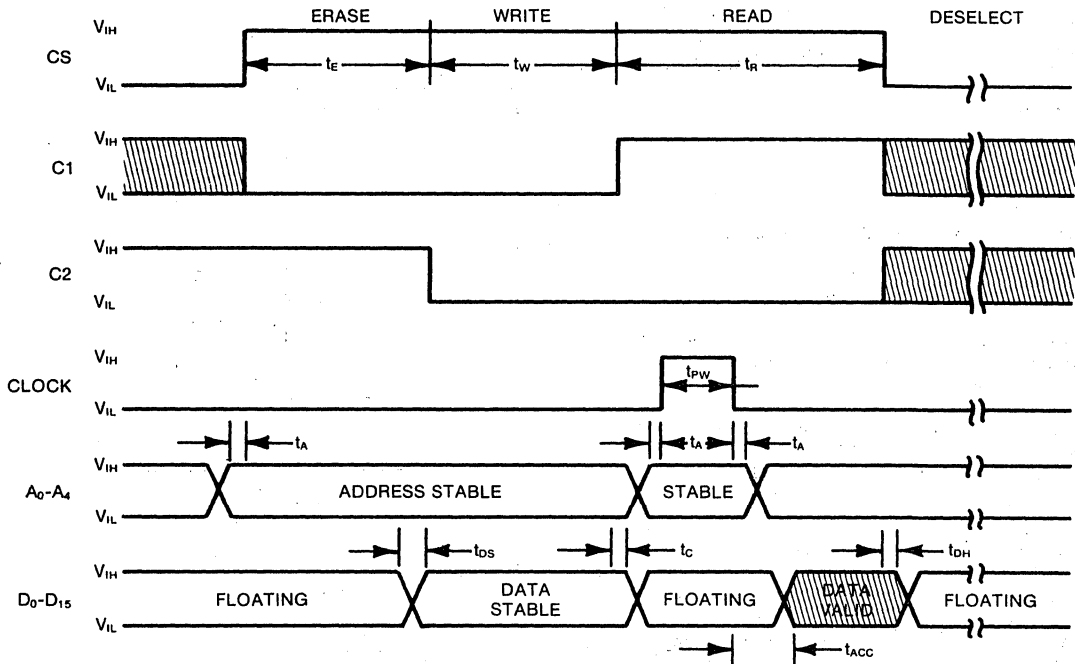 ERASE WRITE READ DESELECT
CS
VIH
VIL
tE tW tR
C1
VIH
VIL
C2
VIH
VIL
CLOCK
VIH
VIL
tPW
tA tA tA
A0-A4
VIH
VIL
ADDRESS STABLE STABLE
tDS tC tDH
D0-D15
VIH
VIL
FLOATING DATA STABLE FLOATING DATA VALID FLOATING
tACC